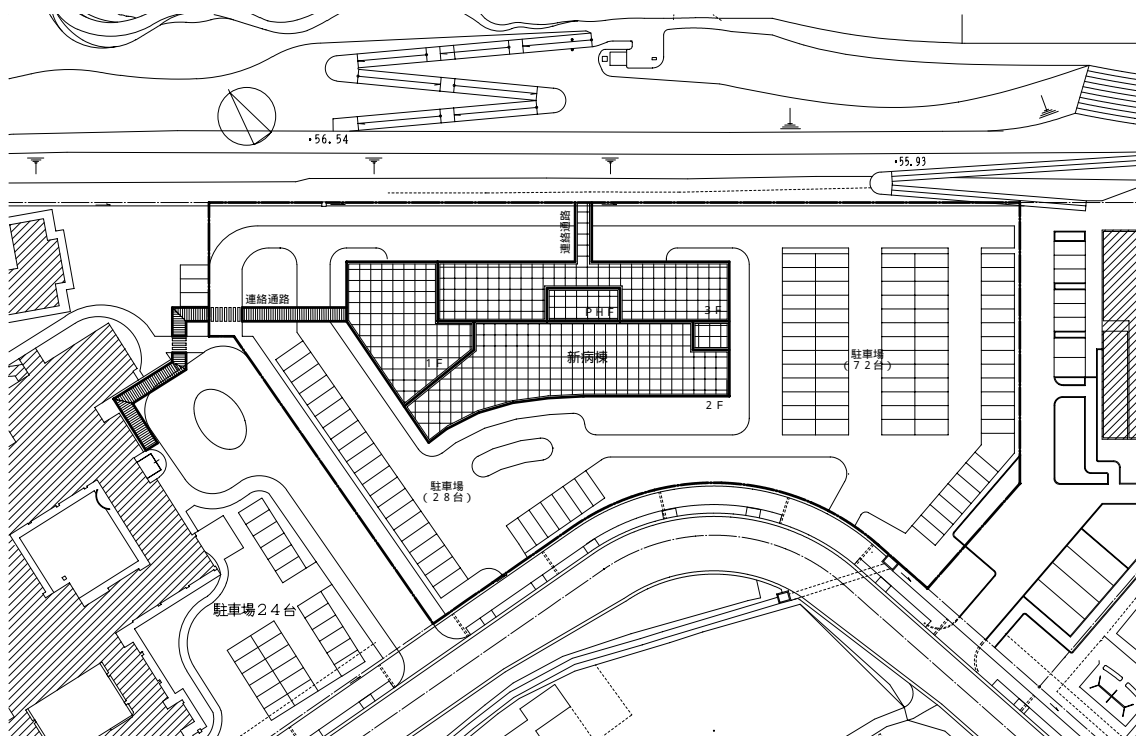 ・56.54
・55.93
連絡通路
連絡通路
PHF
3F
1F
新病棟
駐車場
(72台)
2F
駐車場
(28台)
駐車場24台